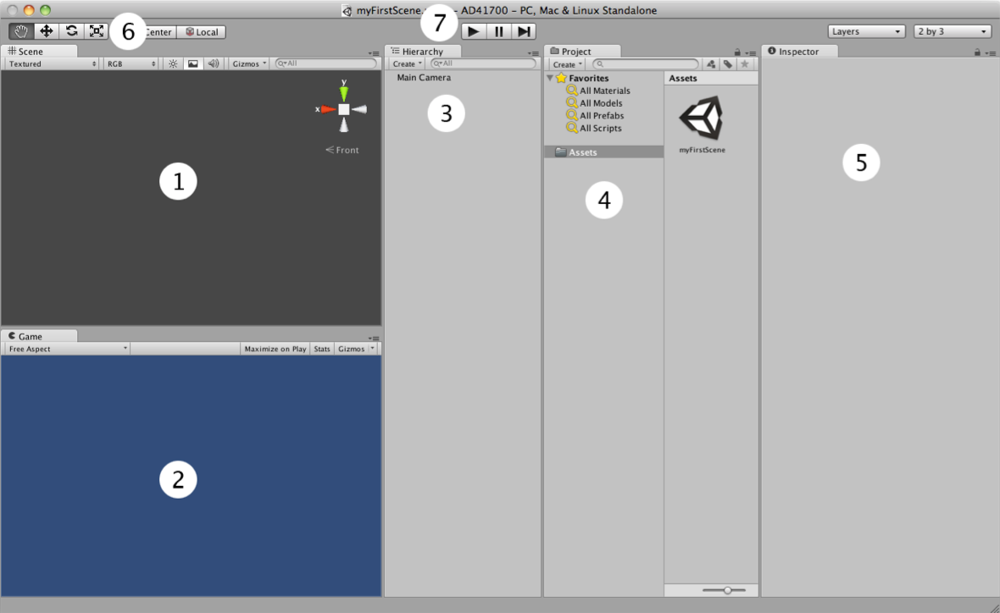 myFirstScene. - AD41700 - PC, Mac & Linux Standalone
7
6
Center
Local
Layers
2 by 3
Scene
Hierarchy
Project
Inspector
Textured
RGB
Gizmos
All
Create
All
Create
Main Camera
Favorites
All Materials
All Models
All Prefabs
All Scripts
Assets
Assets
myFirstScene
y
x
Front
1
3
4
5
Game
Free Aspect
Maximize on Play
Stats
Gizmos
2